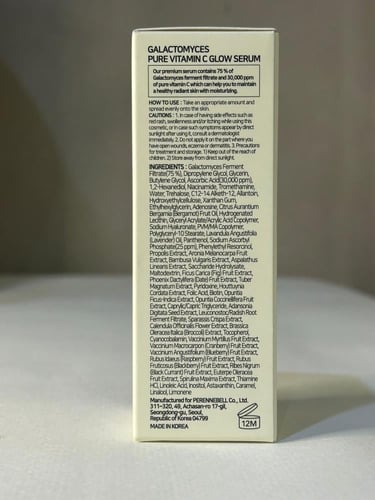 GALACTOMYCES
PURE VITAMIN C GLOW SERUM
Our premium serum contains 75 % of
Galactomyces ferment filtrate and 30,000 ppm
of pure vitamin C which can help you to maintain
a healthy radiant skin with moisturizing.
HOW TO USE : Take an appropriate amount and
spread evenly onto the skin.
CAUTIONS : 1. In case of having side effects such as
red rash, swollenness and/or itching while using this
cosmetic, or in case such symptoms appear by direct
sunlight after using it, consult a dermatologist immediately.
2. Do not apply it on the part where you
have open wounds, eczema or dermatitis. 3. Precautions
for treatment and storage. 1) Keep out of the reach of
children. 2) Store away from direct sunlight.
INGREDIENTS : Galactomyces Ferment
Filtrate(75%), Dipropylene Glycol, Glycerin,
Butylene Glycol, Ascorbic Acid(30,000 ppm),
1,2-Hexanediol, Niacinamide, Tromethamine,
Water, Trehalose, C12-14 Alketh-12, Allantoin,
Hydroxyethylcellulose, Xanthan Gum,
Ethylhexylglycerin, Adenosine, Citrus Aurantium
Bergamia (Bergamot) Fruit Oil, Hydrogenated
Lecithin, Glyceryl Acrylate/Acrylic Acid Copolymer,
Sodium Hyaluronate, PVM/MA Copolymer,
Polyglyceryl-10 Stearate, Lavandula Angustifolia
(Lavender) Oil, Panthenol, Sodium Ascorbyl
Phosphate(25 ppm), Phenylethyl Resorcinol,
Propolis Extract, Aronia Melanocarpa Fruit
Extract, Bambusa Vulgaris Extract, Aspalathus
Linearis Extract, Saccharide Hydrolysate,
Maltodextrin, Ficus Carica (Fig) Fruit Extract,
Phoenix Dactylifera (Date) Fruit Extract, Tuber
Magnatum Extract, Pyridoxine, Houttuynia
Cordata Extract, Folic Acid, Biotin, Opuntia
Ficus-Indica Extract, Opuntia Coccinellifera Fruit
Extract, Caprylic/Capric Triglyceride, Adansonia
Digitata Seed Extract, Leuconostoc/Radish Root
Ferment Filtrate, Sparassis Crispa Extract,
Calendula Officinalis Flower Extract, Brassica
Oleracea Italica (Broccoli) Extract, Tocopherol,
Cyanocobalamin, Vaccinium Myrtillus Fruit Extract,
Vaccinium Macrocarpon (Cranberry) Fruit Extract,
Vaccinium Angustifolium (Blueberry) Fruit Extract,
Rubus Idaeus (Raspberry) Fruit Extract, Rubus
Fruticosus (Blackberry) Fruit Extract, Ribes Nigrum
(Black Currant) Fruit Extract, Euterpe Oleracea
Fruit Extract, Spirulina Maxima Extract, Thiamine
HCl, Linoleic Acid, Inositol, Astaxanthin, Caramel,
Linalool, Limonene
Manufactured for PERENNEBELL Co., Ltd.
311~320, 49, Achasan-ro 17-gil,
Seongdong-gu, Seoul,
Republic of Korea 04799
MADE IN KOREA
12M